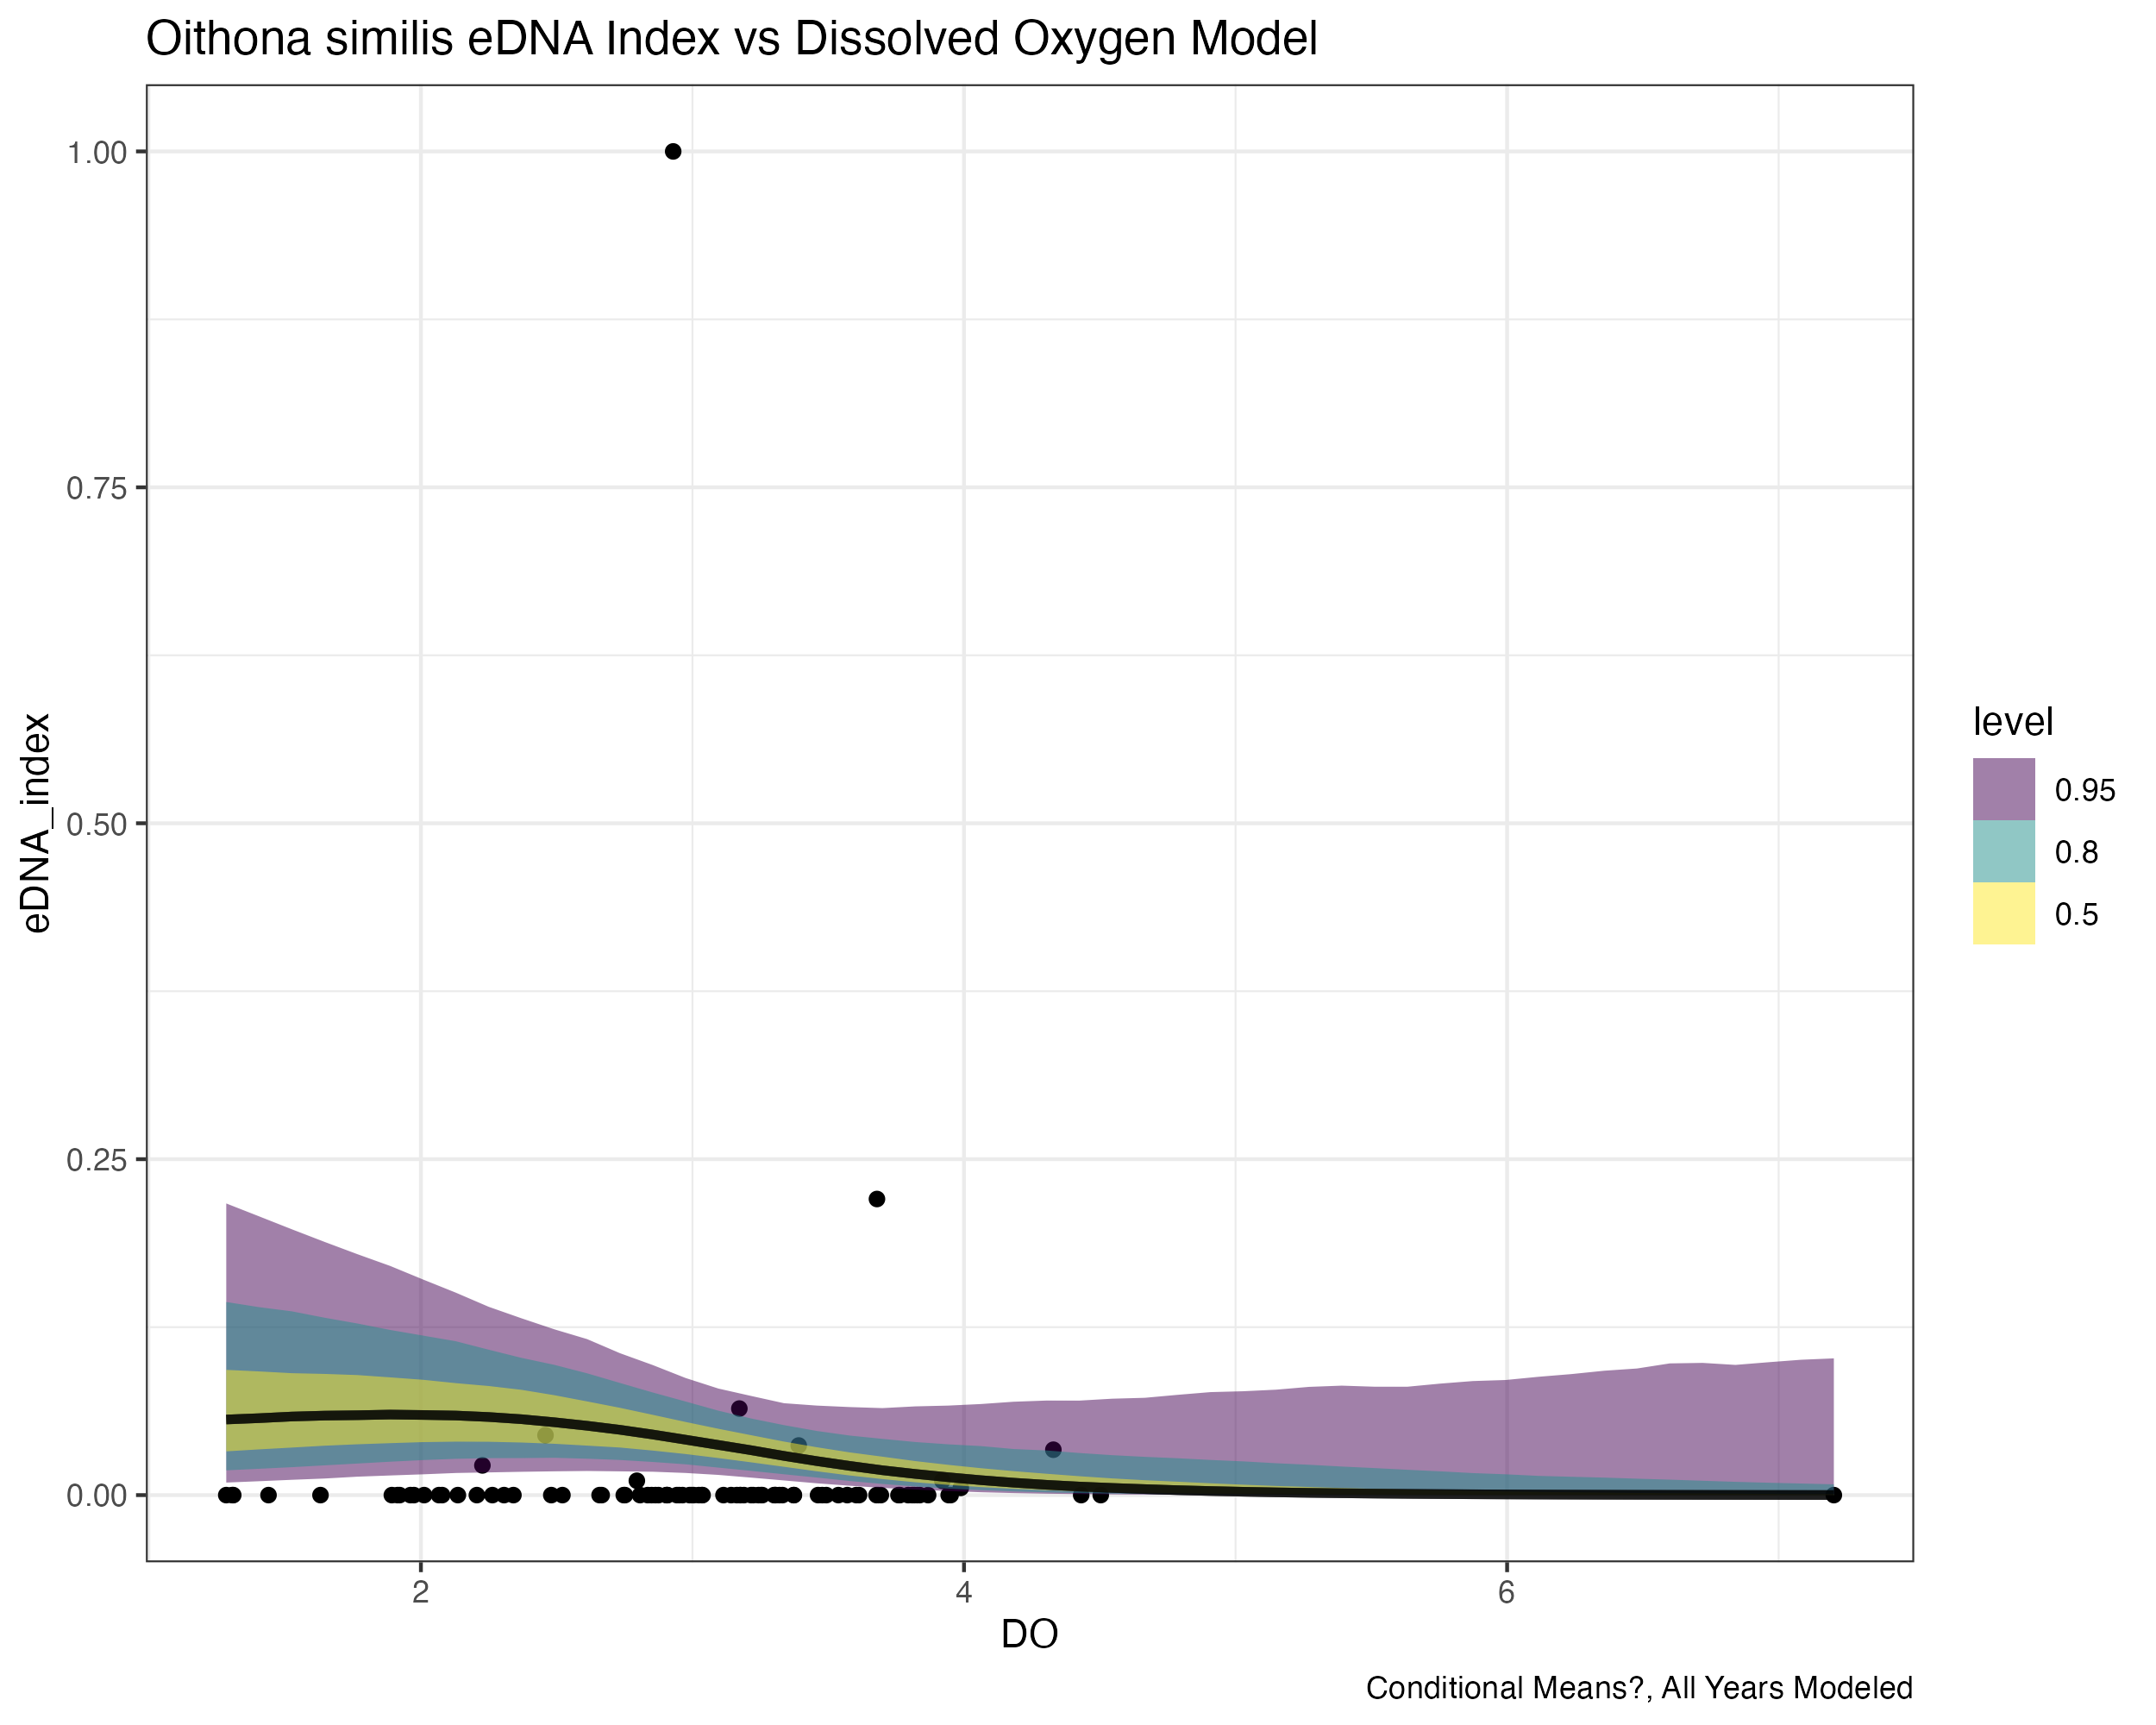 Oithona similis eDNA Index vs Dissolved Oxygen Model
1.00
0.75
0.50
0.25
0.00
eDNA_index
2
4
6
DO
level
0.95
0.8
0.5
Conditional Means?, All Years Modeled